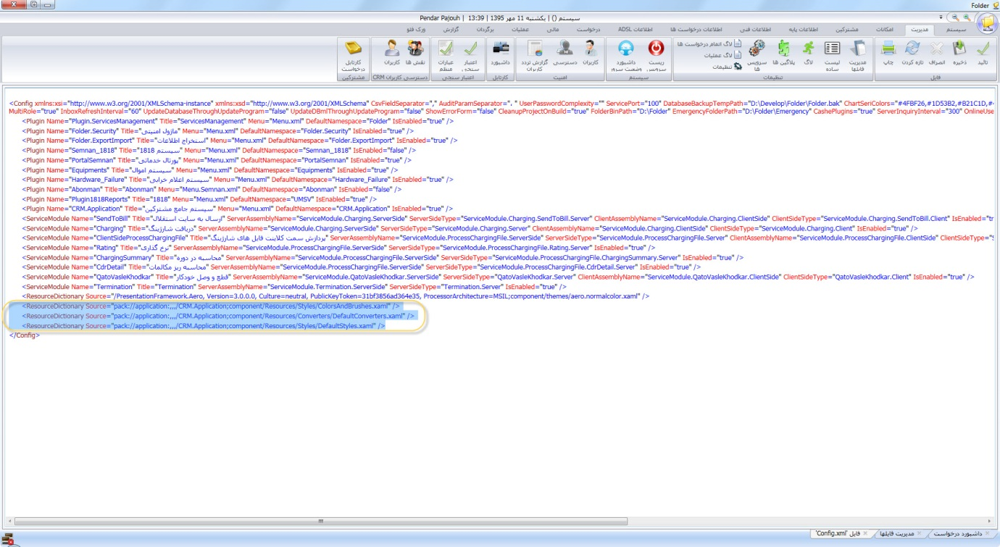 Folder
سیستم () | یکشنبه 11 مهر 1395 | 13:39 | Pendar Pajouh
سیستم مدیریت امکانات مشترکین اطلاعات پایه اطلاعات فنی اطلاعات درخواست ها اطلاعات ADSL درخواست مالی عملیات برگردان گزارش ورک فلو
تائید ذخیره انصراف تازه کردن چاپ
فایل
مدیریت فایلها لیست ساده لاگ پلاگین ها سرویس ها
لاگ انجام درخواست ها
لاگ عملیات
تنظیمات
تنظیمات
ریست سرویس داشبورد وضعیت سرور
سیستم
کاربران دسترسی گزارش تردد کاربران
امنیت
داشبورد
کارتابل
اعتبار سنجی عبارات منظم
اعتبار سنجی
نقش ها کاربران
دسترسی کاربران CRM
کارتابل درخواست
مشترکین
<Config xmlns:xsi="http://www.w3.org/2001/XMLSchema-instance" xmlns:xsd="http://www.w3.org/2001/XMLSchema" CsvFieldSeparator="," AuditParamSeparator="، " UserPasswordComplexity="" ServicePort="100" DatabaseBackupTempPath="D:\Develop\Folder\Folder.bak" ChartSeriColors="#4FBF26,#1D53B2,#B21C1D,#
MultiRole="true" InboxRefreshInterval="60" UpdateDatabaseThroughUpdateProgram="false" UpdateDBmlThroughUpdateProgram="false" ShowErrorForm="false" CleanupProjectOnBuild="true" FolderBinPath="D:\Folder" EmergencyFolderPath="D:\Folder\Emergency" CashePlugins="true" ServerInquiryInterval="300" OnlineUse
<Plugin Name="Plugin.ServicesManagement" Title="ServicesManagement" Menu="Menu.xml" DefaultNamespace="Folder" IsEnabled="true" />
<Plugin Name="Folder.Security" Title="ماژول امنیتی" Menu="Menu.xml" DefaultNamespace="Folder.Security" IsEnabled="true" />
<Plugin Name="Folder.ExportImport" Title="استخراج اطلاعات" Menu="Menu.xml" DefaultNamespace="Folder.ExportImport" IsEnabled="true" />
<Plugin Name="Semnan_1818" Title="سیستم 1818" Menu="Menu.xml" DefaultNamespace="Semnan_1818" IsEnabled="false" />
<Plugin Name="PortalSemnan" Title="پورتال خدماتی" Menu="Menu.xml" DefaultNamespace="PortalSemnan" IsEnabled="true" />
<Plugin Name="Equipments" Title="سیستم اموال" Menu="Menu.xml" DefaultNamespace="Equipments" IsEnabled="true" />
<Plugin Name="Hardware_Failure" Title="سیستم اعلام خرابی" Menu="Menu.xml" DefaultNamespace="Hardware_Failure" IsEnabled="true" />
<Plugin Name="Abonman" Title="Abonman" Menu="Menu.Semnan.xml" DefaultNamespace="Abonman" IsEnabled="false" />
<Plugin Name="Plugin1818Reports" Title="1818" Menu="Menu.xml" DefaultNamespace="UMSV" IsEnabled="true" />
<Plugin Name="CRM.Application" Title="سیستم جامع مشترکین" Menu="Menu.xml" DefaultNamespace="CRM.Application" IsEnabled="true" />
<ServiceModule Name="SendToBill" Title="ارسال به سایت استقلال" ServerAssemblyName="ServiceModule.Charging.ServerSide" ServerSideType="ServiceModule.Charging.SendToBill.Server" ClientAssemblyName="ServiceModule.Charging.ClientSide" ClientSideType="ServiceModule.Charging.SendToBill.Client" IsEnabled="tr
<ServiceModule Name="Charging" Title="دریافت شارژینگ" ServerAssemblyName="ServiceModule.Charging.ServerSide" ServerSideType="ServiceModule.Charging.Server" ClientAssemblyName="ServiceModule.Charging.ClientSide" ClientSideType="ServiceModule.Charging.Client" IsEnabled="true" />
<ServiceModule Name="ClientSideProcessChargingFile" Title="پردازش سمت کلاینت فایل های شارژینگ" ServerAssemblyName="ServiceModule.ProcessChargingFile.ServerSide" ServerSideType="ServiceModule.ProcessChargingFile.Server" ClientAssemblyName="ServiceModule.ProcessChargingFile.ClientSide" ClientSideType="S
<ServiceModule Name="Rating" Title="نرخ گذاری" ServerAssemblyName="ServiceModule.ProcessChargingFile.ServerSide" ServerSideType="ServiceModule.ProcessChargingFile.Rating.Server" IsEnabled="true" />
<ServiceModule Name="ChargingSummary" Title="محاسبه در دوره" ServerAssemblyName="ServiceModule.ProcessChargingFile.ServerSide" ServerSideType="ServiceModule.ProcessChargingFile.ChargingSummary.Server" IsEnabled="true" />
<ServiceModule Name="CdrDetail" Title="محاسبه ریز مکالمات" ServerAssemblyName="ServiceModule.ProcessChargingFile.ServerSide" ServerSideType="ServiceModule.ProcessChargingFile.CdrDetail.Server" IsEnabled="true" />
<ServiceModule Name="QatoVasleKhodkar" Title="قطع و وصل خودکار" ServerAssemblyName="ServiceModule.QatoVasleKhodkar.ServerSide" ServerSideType="QatoVasleKhodkar.Server" ClientAssemblyName="ServiceModule.QatoVasleKhodkar.ClientSide" ClientSideType="QatoVasleKhodkar.Client" IsEnabled="true" />
<ServiceModule Name="Termination" Title="Termination" ServerAssemblyName="ServiceModule.Termination.ServerSide" ServerSideType="Termination.Server" IsEnabled="true" />
<ResourceDictionary Source="/PresentationFramework.Aero, Version=3.0.0.0, Culture=neutral, PublicKeyToken=31bf3856ad364e35, ProcessorArchitecture=MSIL;component/themes/aero.normalcolor.xaml" />
<ResourceDictionary Source="pack://application:,,,/CRM.Application;component/Resources/Styles/ColorsAndBrushes.xaml" />
<ResourceDictionary Source="pack://application:,,,/CRM.Application;component/Resources/Converters/DefaultConverters.xaml" />
<ResourceDictionary Source="pack://application:,,,/CRM.Application;component/Resources/Styles/DefaultStyles.xaml" />
</Config>
داشبورد درخواست مدیریت فایلها فایل 'Config.xml'